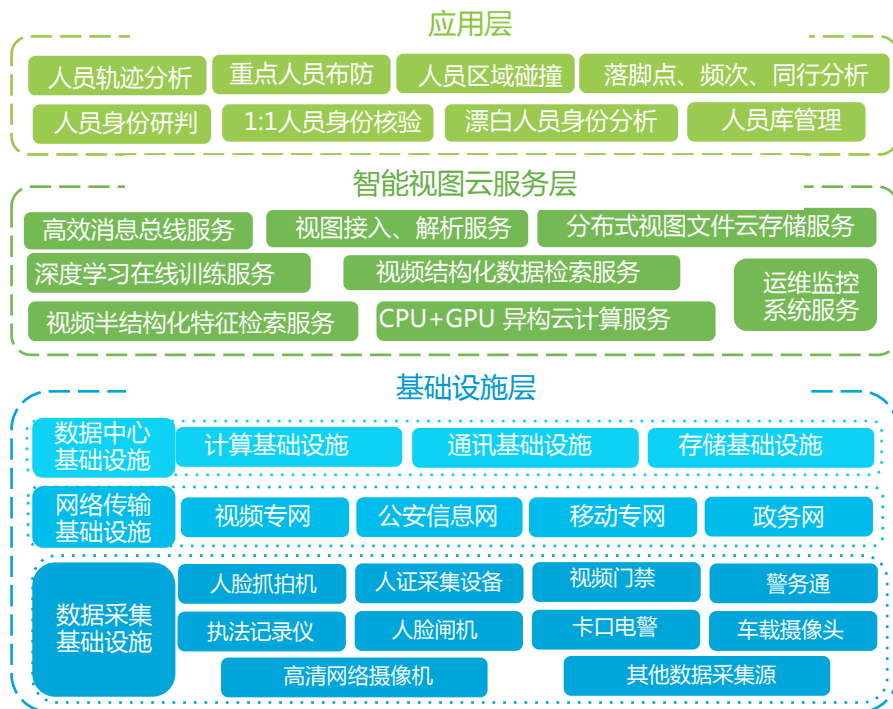 应用层
人员轨迹分析
重点人员布防
人员区域碰撞
落脚点、频次、同行分析
人员身份研判
1:1人员身份核验
漂白人员身份分析
人员库管理
智能视图云服务层
高效消息总线服务
视图接入、解析服务
分布式视图文件云存储服务
深度学习在线训练服务
视频结构化数据检索服务
运维监控
系统服务
视频半结构化特征检索服务
CPU+GPU 异构云计算服务
基础设施层
数据中心
基础设施
计算基础设施
通讯基础设施
存储基础设施
网络传输
基础设施
视频专网
公安信息网
移动专网
政务网
数据采集
基础设施
人脸抓拍机
人证采集设备
视频门禁
警务通
执法记录仪
人脸闸机
卡口电警
车载摄像头
高清网络摄像机
其他数据采集源